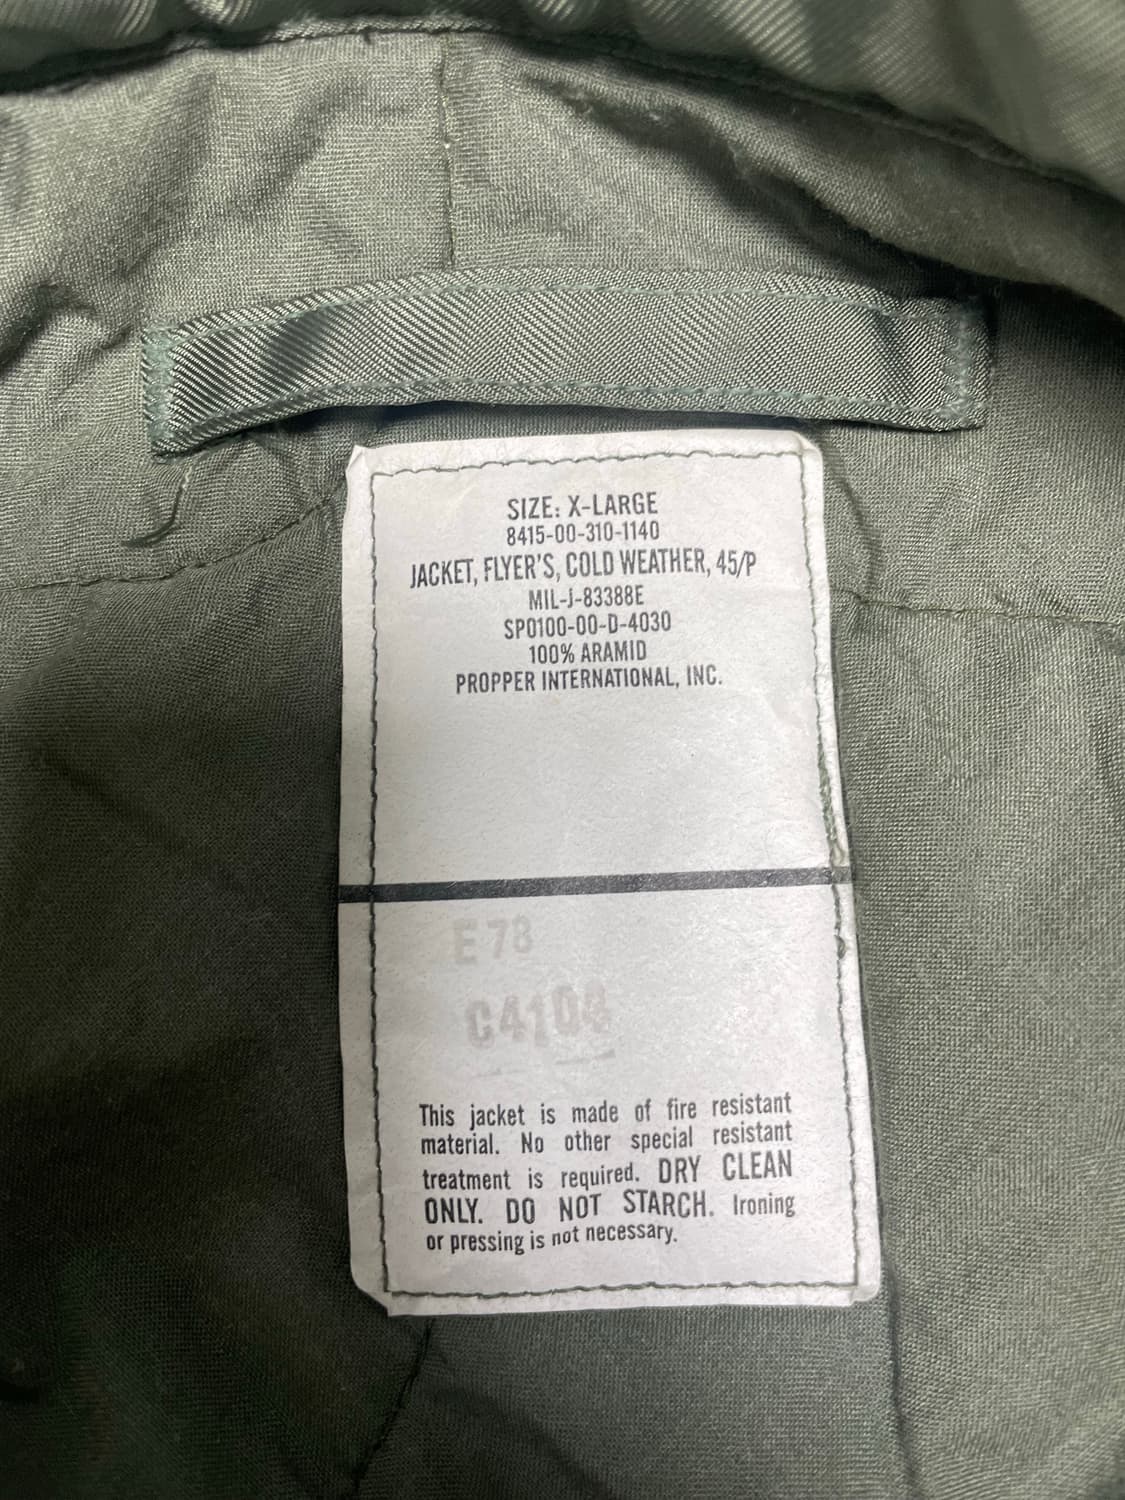 SIZE: X-LARGE
8415-00-310-1140
JACKET, FLYER'S, COLD WEATHER, 45/P
MIL-J-83388E
SP0100-00-D-4030
100% ARAMID
PROPPER INTERNATIONAL, INC.
E 78
This jacket is made of fire resistant
material. No other special resistant
treatment is required. DRY CLEAN
ONLY. DO NOT STARCH. Ironing
or pressing is not necessary.